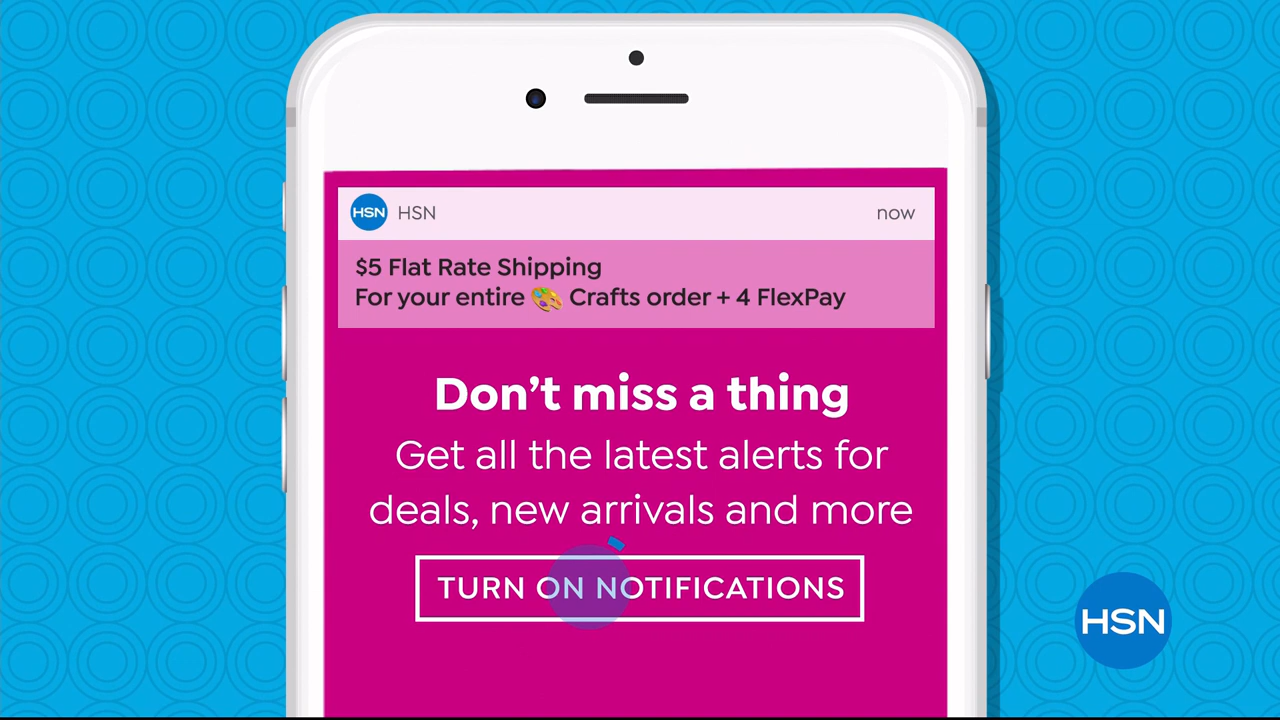 HSN HSN now
$5 Flat Rate Shipping
For your entire 🎨 Crafts order + 4 FlexPay
Don't miss a thing
Get all the latest alerts for
deals, new arrivals and more
TURN ON NOTIFICATIONS
HSN